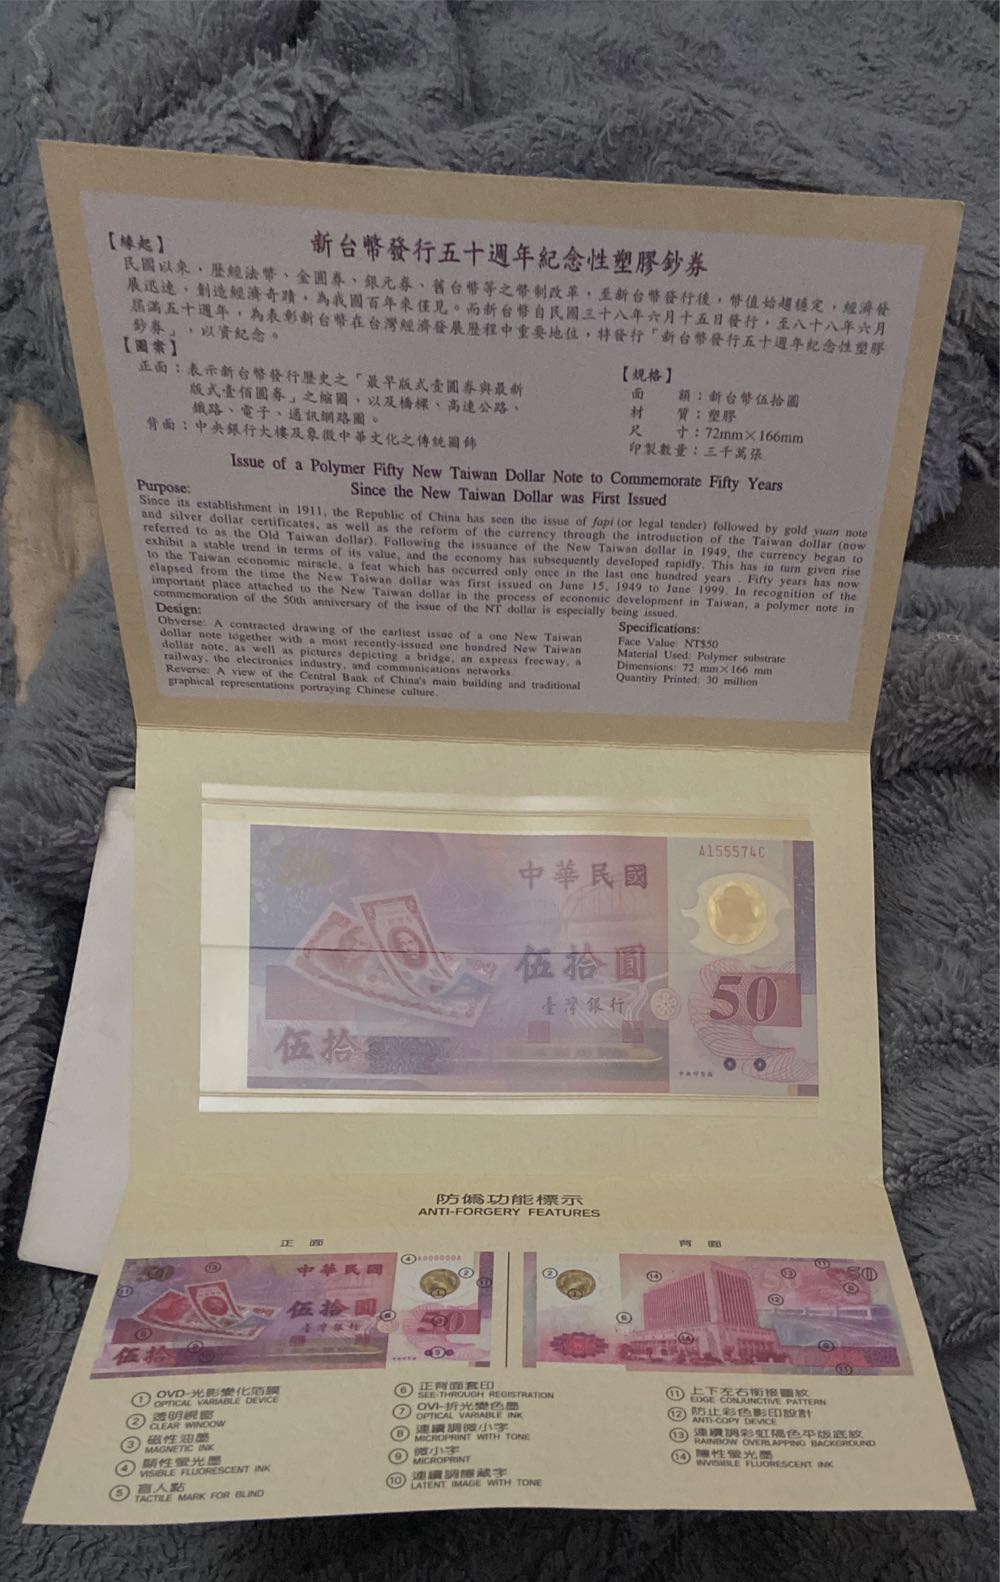 新台幣發行五十週年紀念性塑膠鈔券
【緣起】
民國以來，歷經法幣、金圓券、銀元券、舊台幣等之幣制改革，至新台幣發行後，幣值始趨穩定，經濟發
展迅速，創造經濟奇蹟，為我國百年來僅見。而新台幣自民國三十八年六月十五日發行，至八十八年六月
屆滿五十週年，為表彰新台幣在台灣經濟發展歷程中重要地位，特發行「新台幣發行五十週年紀念性塑膠
鈔券」，以資紀念。
【圖案】
正面：表示新台幣發行歷史之「最早版式壹圓券與最新
版式壹佰圓券」之縮圖，以及橋樑、高速公路、
鐵路、電子、通訊網路圖。
背面：中央銀行大樓及象徵中華文化之傳統圖飾
【規格】
面額：新台幣伍拾圓
材質：塑膠
尺寸：72mm×166mm
印製數量：三千萬張
Issue of a Polymer Fifty New Taiwan Dollar Note to Commemorate Fifty Years
Since the New Taiwan Dollar was First Issued
Purpose:
Since its establishment in 1911, the Republic of China has seen the issue of fapi (or legal tender) followed by gold yuan note
and silver dollar certificates, as well as the reform of the currency through the introduction of the Taiwan dollar (now
referred to as the Old Taiwan dollar). Following the issuance of the New Taiwan dollar in 1949, the currency began to
exhibit a stable trend in terms of its value, and the economy has subsequently developed rapidly. This has in turn given rise
to the Taiwan economic miracle, a feat which has occurred only once in the last one hundred years . Fifty years has now
elapsed from the time the New Taiwan dollar was first issued on June 15, 1949 to June 1999. In recognition of the
important place attached to the New Taiwan dollar in the process of economic development in Taiwan, a polymer note in
commemoration of the 50th anniversary of the issue of the NT dollar is especially being issued.
Design:
Obverse: A contracted drawing of the earliest issue of a one New Taiwan
dollar note together with a most recently-issued one hundred New Taiwan
dollar note, as well as pictures depicting a bridge, an express freeway, a
railway, the electronics industry, and communications networks.
Reverse: A view of the Central Bank of China's main building and traditional
graphical representations portraying Chinese culture.
Specifications:
Face Value: NT$50
Material Used: Polymer substrate
Dimensions: 72 mm×166 mm
Quantity Printed: 30 million
A155574C
中華民國
伍拾圓
臺灣銀行
50
伍拾
中央印製廠
防偽功能標示
ANTI-FORGERY FEATURES
正面
背面
A000000A
中華民國
伍拾圓
臺灣銀行
50
伍拾
50
① OVD-光影變化箔膜
OPTICAL VARIABLE DEVICE
② 透明視窗
CLEAR WINDOW
③ 磁性油墨
MAGNETIC INK
④ 顯性螢光墨
VISIBLE FLUORESCENT INK
⑤ 盲人點
TACTILE MARK FOR BLIND
⑥ 正背面套印
SEE-THROUGH REGISTRATION
⑦ OVI-折光變色墨
OPTICAL VARIABLE INK
⑧ 連續調微小字
MICROPRINT WITH TONE
⑨ 微小字
MICROPRINT
⑩ 連續調隱藏字
LATENT IMAGE WITH TONE
⑪ 上下左右銜接圖紋
EDGE CONJUNCTIVE PATTERN
⑫ 防止彩色影印設計
ANTI-COPY DEVICE
⑬ 連續調彩虹隔色平版底紋
RAINBOW OVERLAPPING BACKGROUND
⑭ 隱性螢光墨
INVISIBLE FLUORESCENT INK